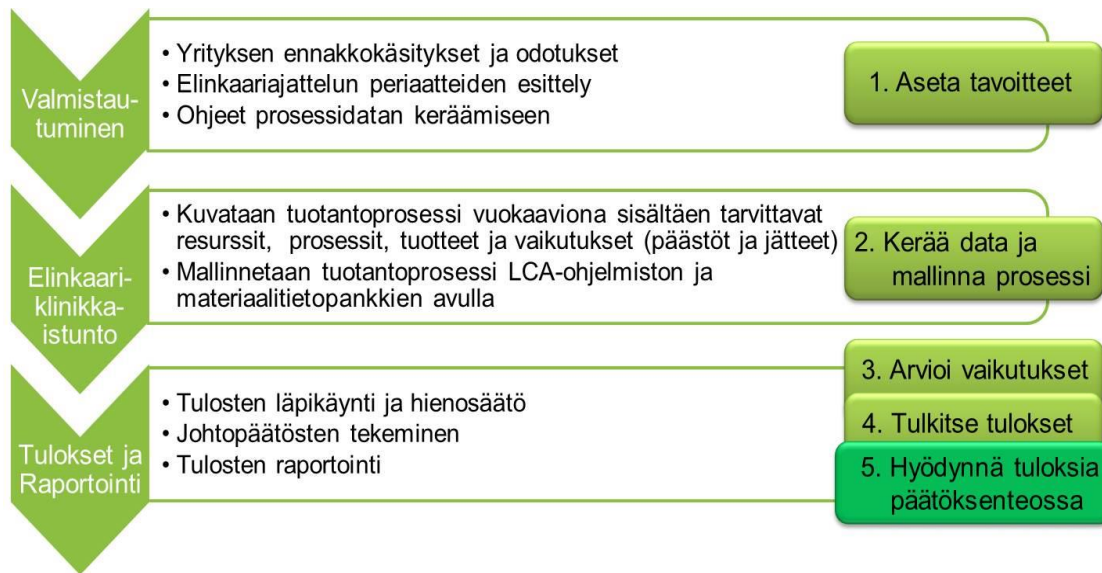 Valmistau-
tuminen
• Yrityksen ennakkokäsitykset ja odotukset
• Elinkaariajattelun periaatteiden esittely
• Ohjeet prosessidatan keräämiseen
1. Aseta tavoitteet
Elinkaari-
klinikka-
istunto
• Kuvataan tuotantoprosessi vuokaaviona sisältäen tarvittavat
resurssit, prosessit, tuotteet ja vaikutukset (päästöt ja jätteet)
• Mallinnetaan tuotantoprosessi LCA-ohjelmiston ja
materiaalitietopankkien avulla
2. Kerää data ja
mallinna prosessi
Tulokset ja
Raportointi
• Tulosten läpikäynti ja hienosäätö
• Johtopäätösten tekeminen
• Tulosten raportointi
3. Arvioi vaikutukset
4. Tulkitse tulokset
5. Hyödynnä tuloksia
päätöksenteossa